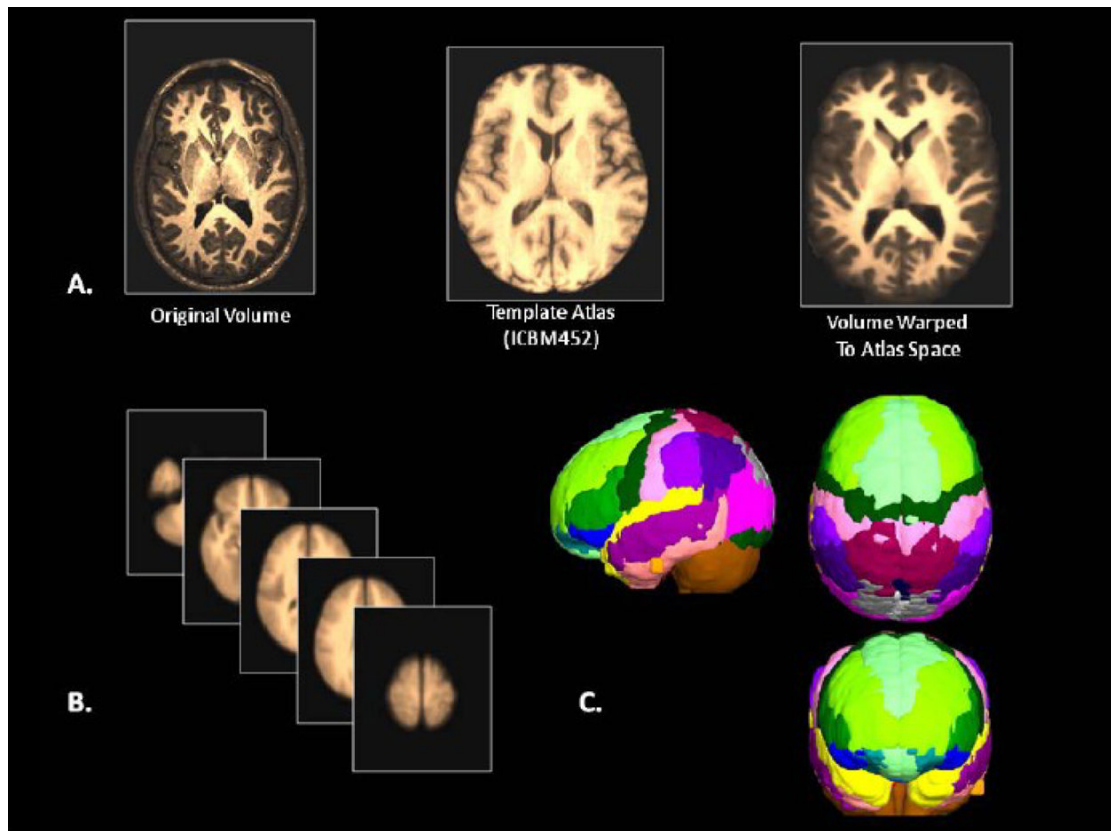 A.
Original Volume
Template Atlas
(ICBM452)
Volume Warped
To Atlas Space
B.
C.